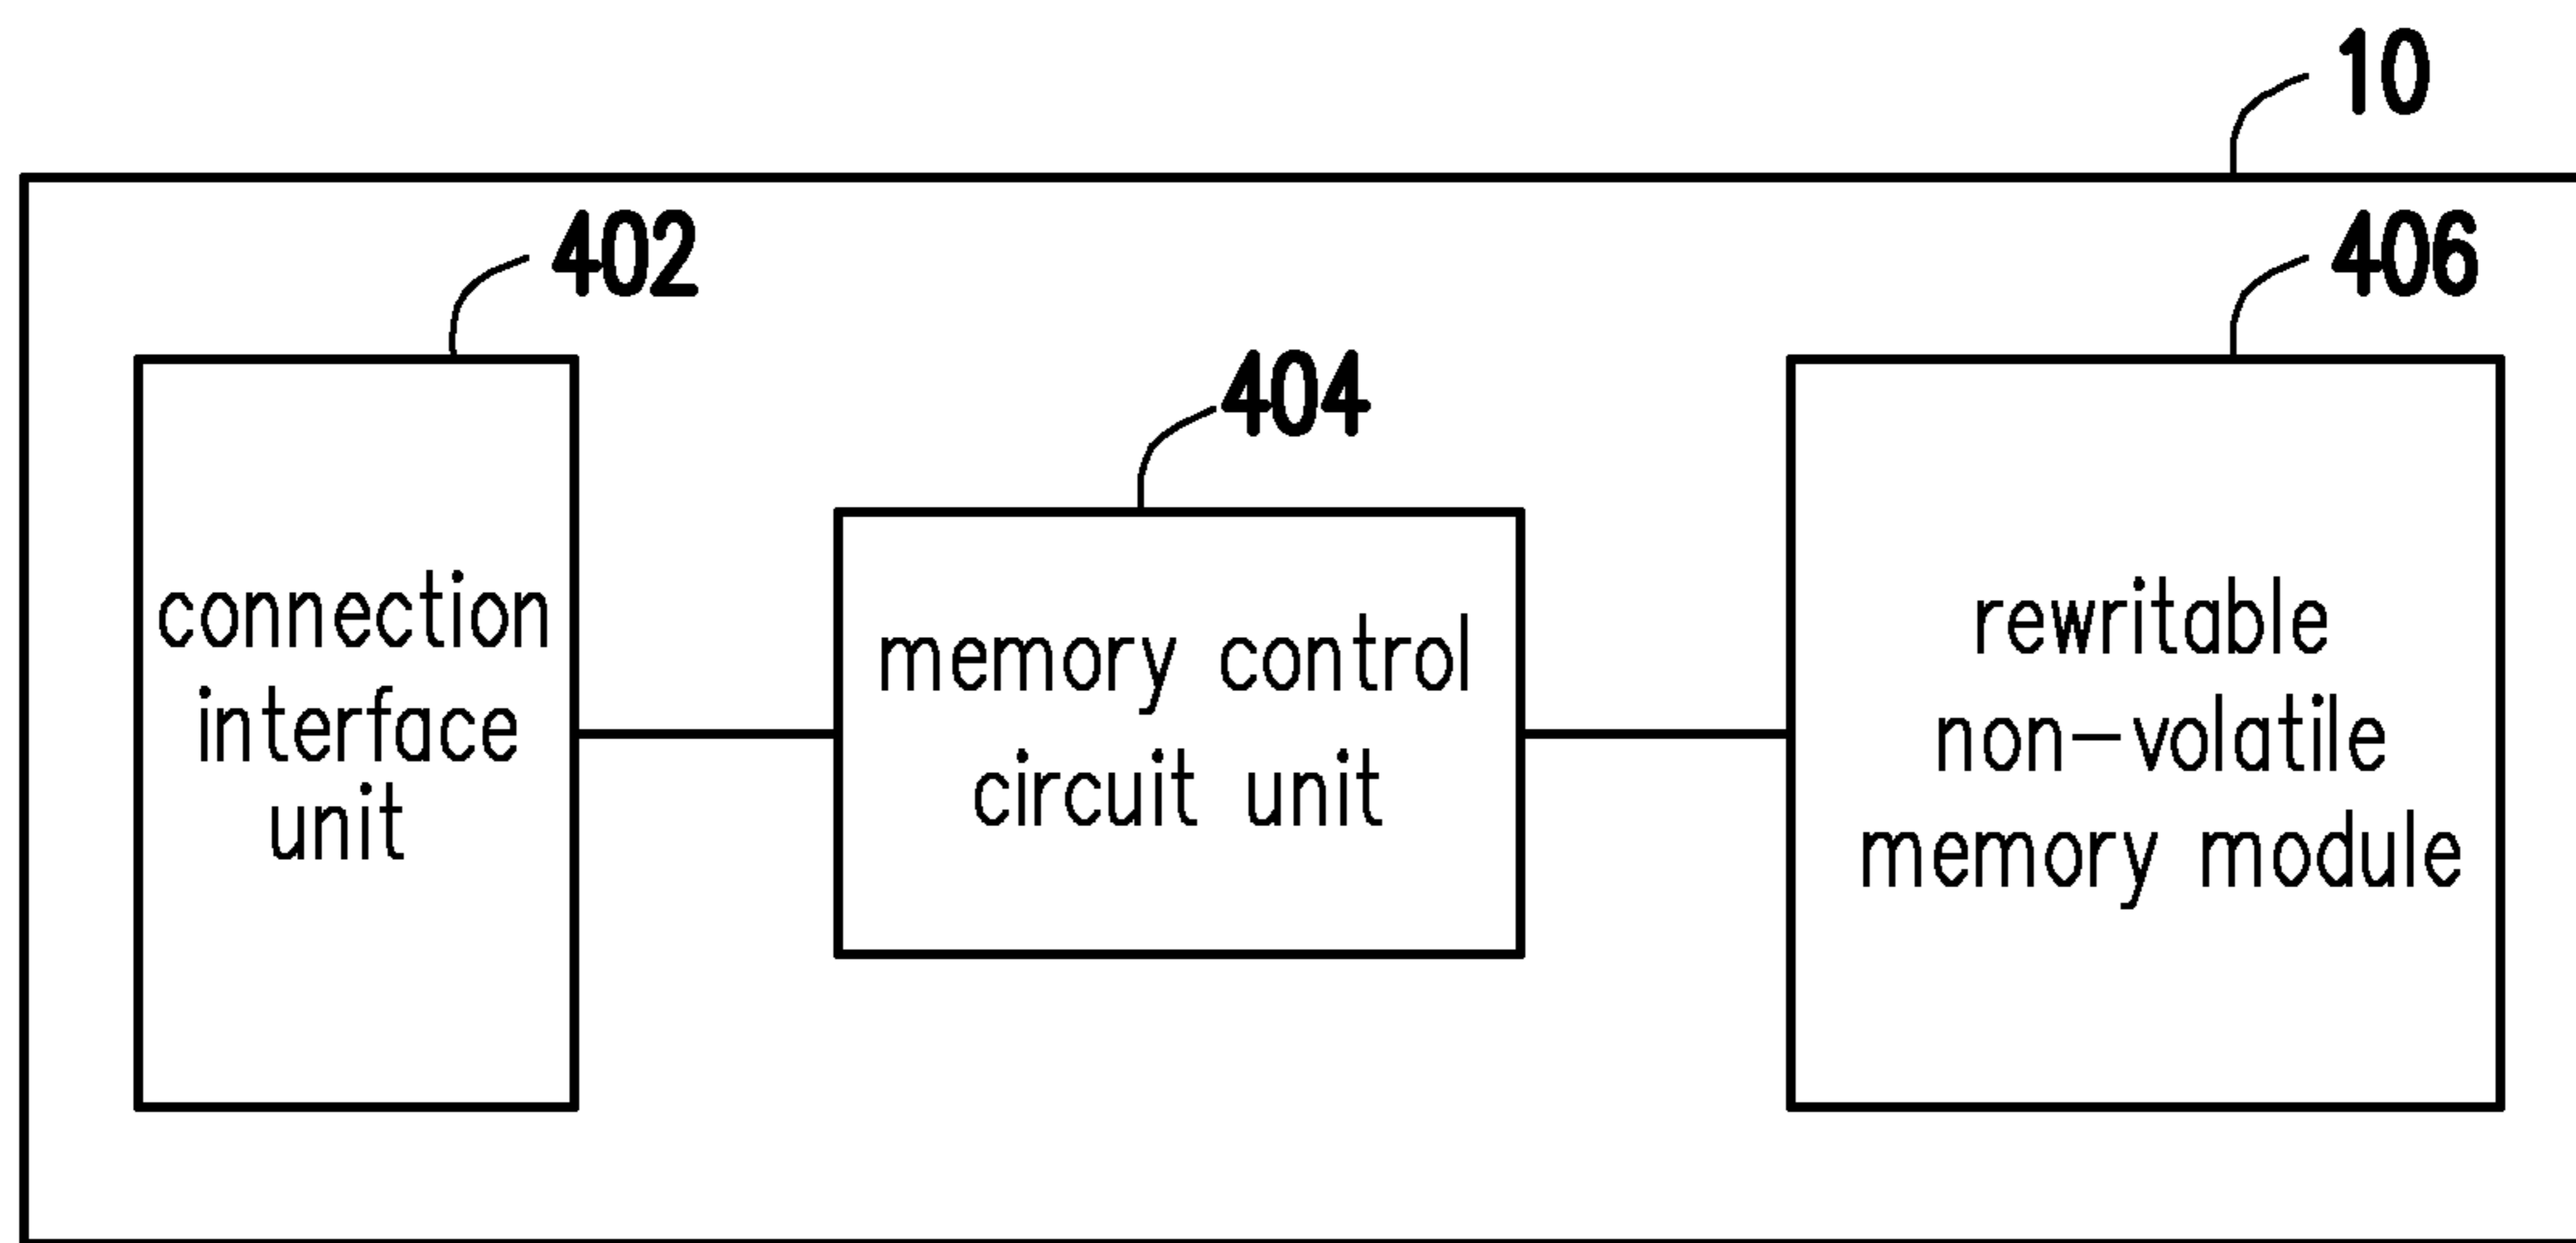 10
402
406
404
connection
interface
unit
memory control
circuit unit
rewritable
non-volatile
memory module